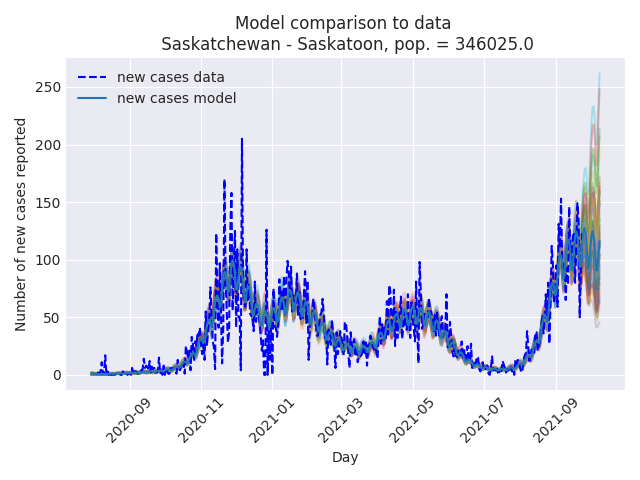 Model comparison to data
Saskatchewan - Saskatoon, pop. = 346025.0
new cases data
new cases model
Number of new cases reported
250
200
150
100
50
0
2020-09
2020-11
2021-01
2021-03
2021-05
2021-07
2021-09
Day